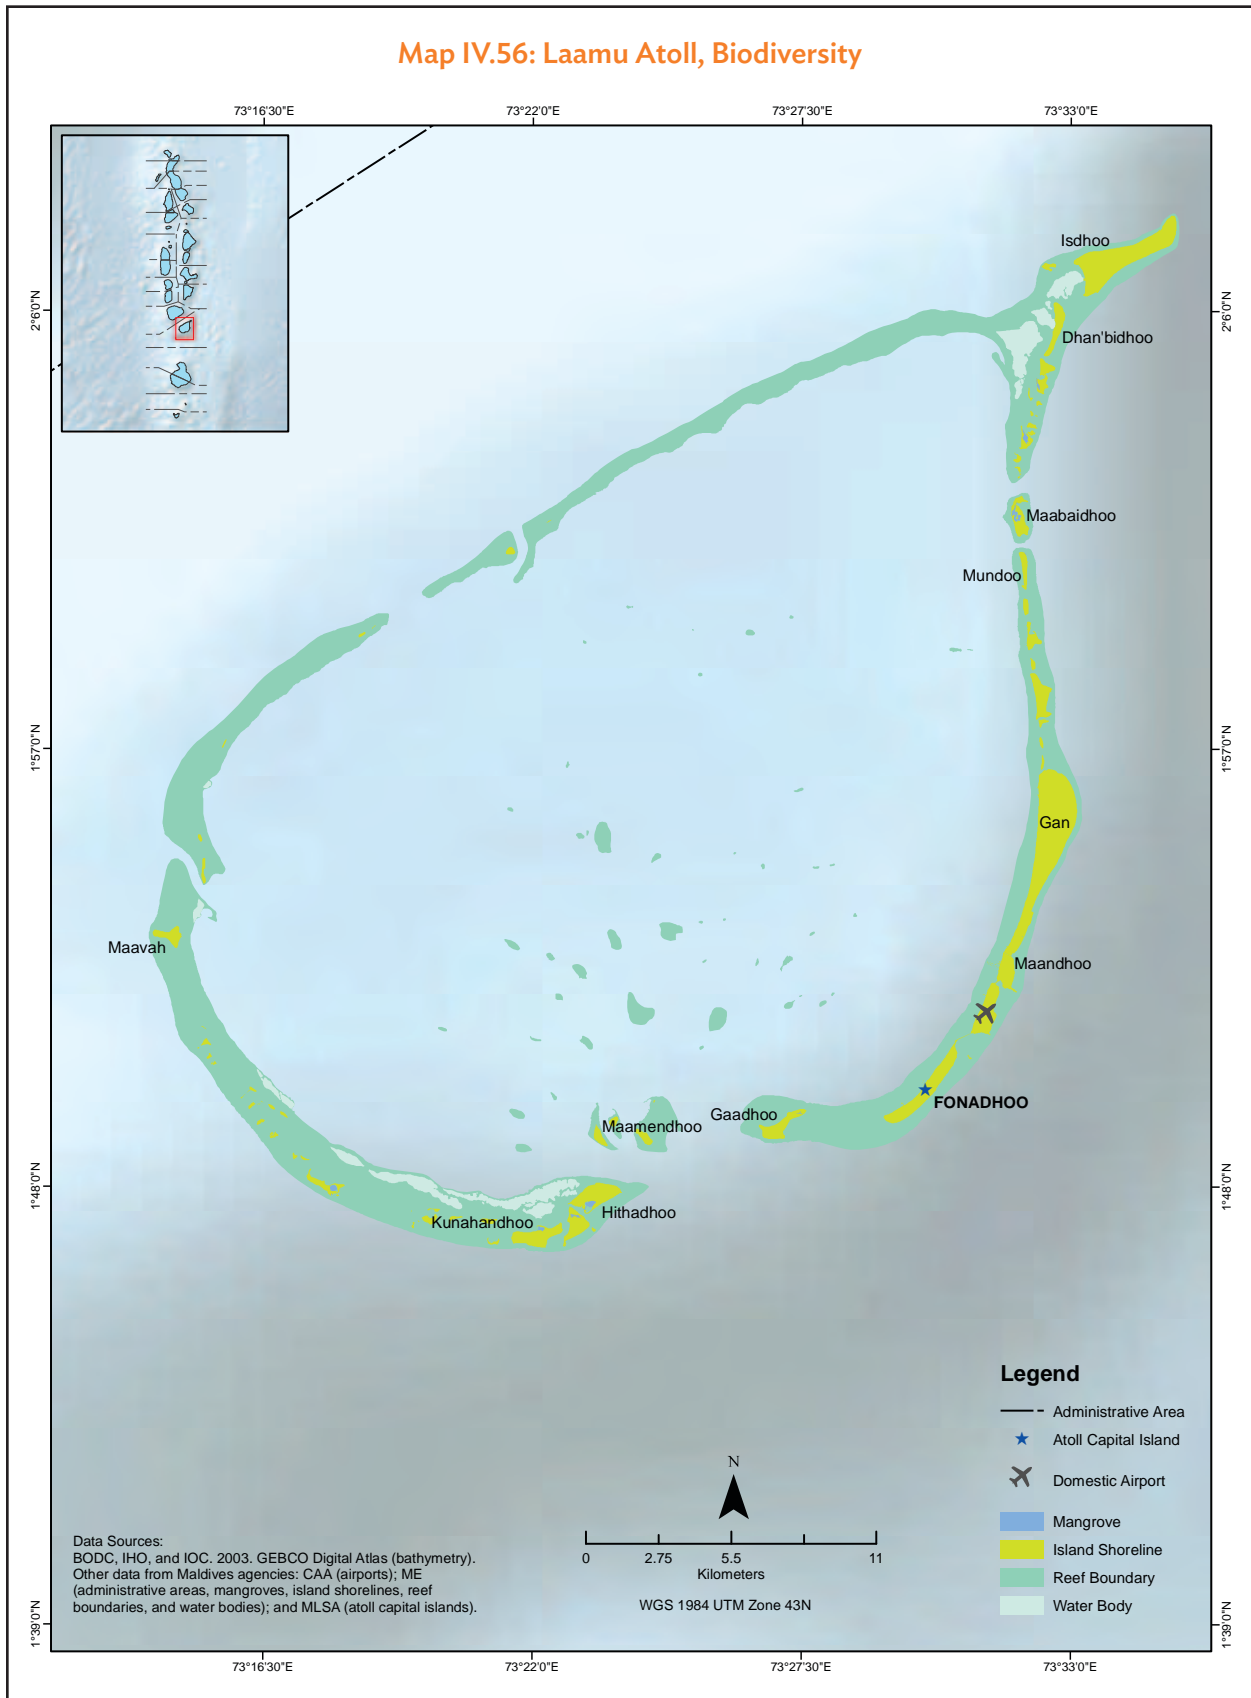 Map IV.56: Laamu Atoll, Biodiversity
73°16'30"E
73°22'0"E
73°27'30"E
73°33'0"E
2°6'0"N
2°6'0"N
1°57'0"N
1°57'0"N
1°48'0"N
1°48'0"N
1°39'0"N
1°39'0"N
Isdhoo
Dhan'bidhoo
Maabaidhoo
Mundoo
Gan
Maavah
Maandhoo
FONADHOO
Gaadhoo
Maamendhoo
Hithadhoo
Kunahandhoo
Legend
Administrative Area
Atoll Capital Island
Domestic Airport
Mangrove
Island Shoreline
Reef Boundary
Water Body
N
0 2.75 5.5 11
Kilometers
WGS 1984 UTM Zone 43N
Data Sources:
BODC, IHO, and IOC. 2003. GEBCO Digital Atlas (bathymetry).
Other data from Maldives agencies: CAA (airports); ME
(administrative areas, mangroves, island shorelines, reef
boundaries, and water bodies); and MLSA (atoll capital islands).
73°16'30"E
73°22'0"E
73°27'30"E
73°33'0"E